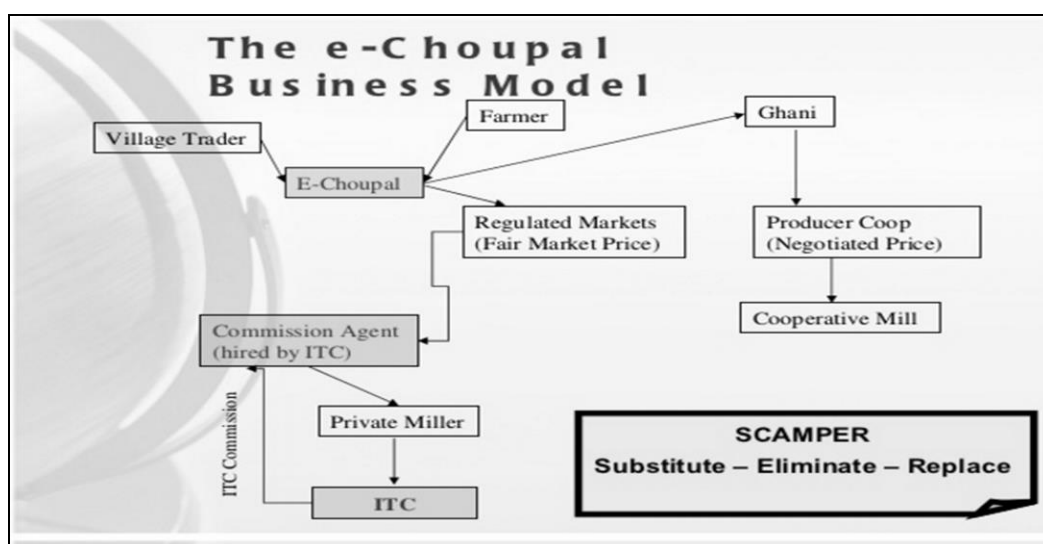 The e-Choupal
Business Model
Farmer
Ghani
Village Trader
E-Choupal
Regulated Markets
(Fair Market Price)
Producer Coop
(Negotiated Price)
Cooperative Mill
Commission Agent
(hired by ITC)
ITC Commission
Private Miller
ITC
SCAMPER
Substitute – Eliminate – Replace